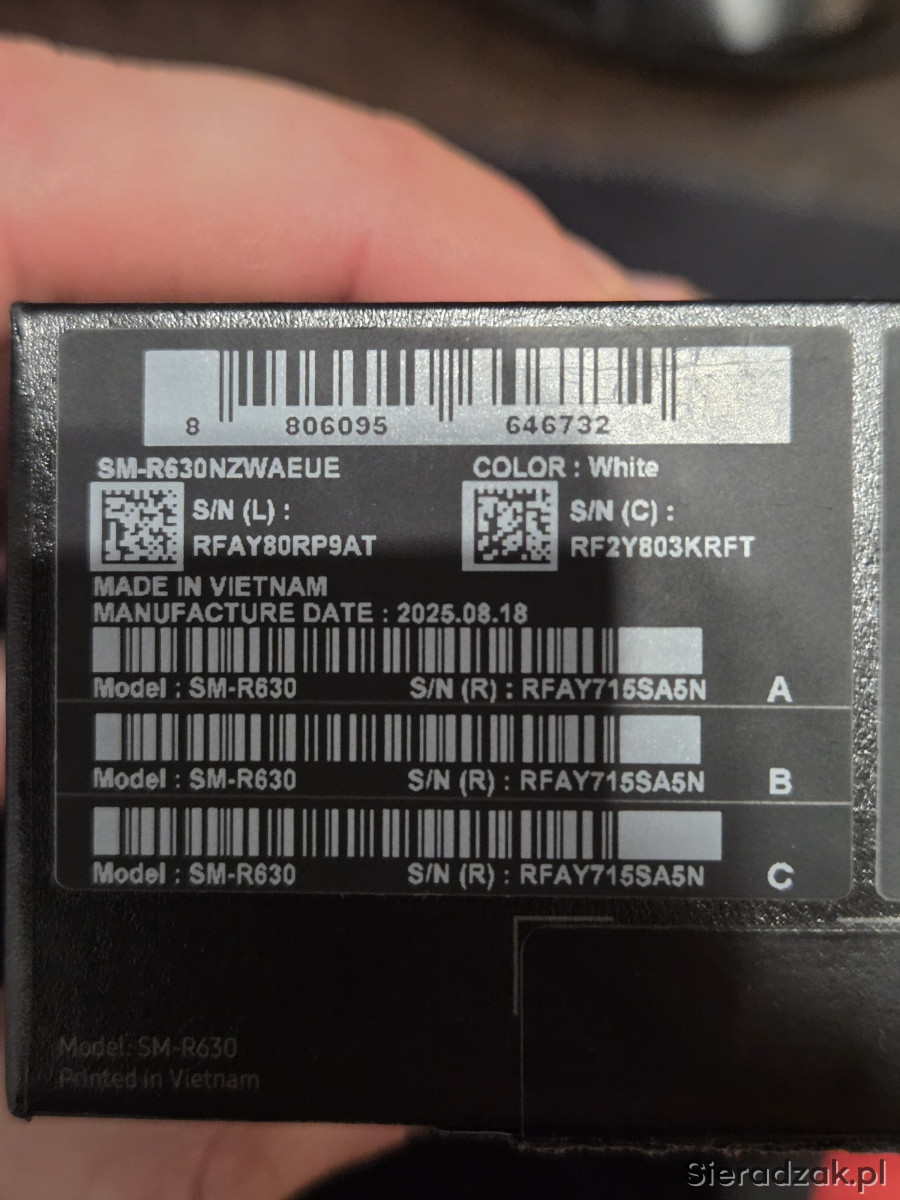 8 806095 646732
SM-R630NZWAEUE COLOR : White
S/N (L) : S/N (C) :
RFAY80RP9AT RF2Y803KRFT
MADE IN VIETNAM
MANUFACTURE DATE : 2025.08.18
Model : SM-R630 S/N (R) : RFAY715SA5N A
Model : SM-R630 S/N (R) : RFAY715SA5N B
Model : SM-R630 S/N (R) : RFAY715SA5N C
Model: SM-R630
Printed in Vietnam
Sieradzak.pl